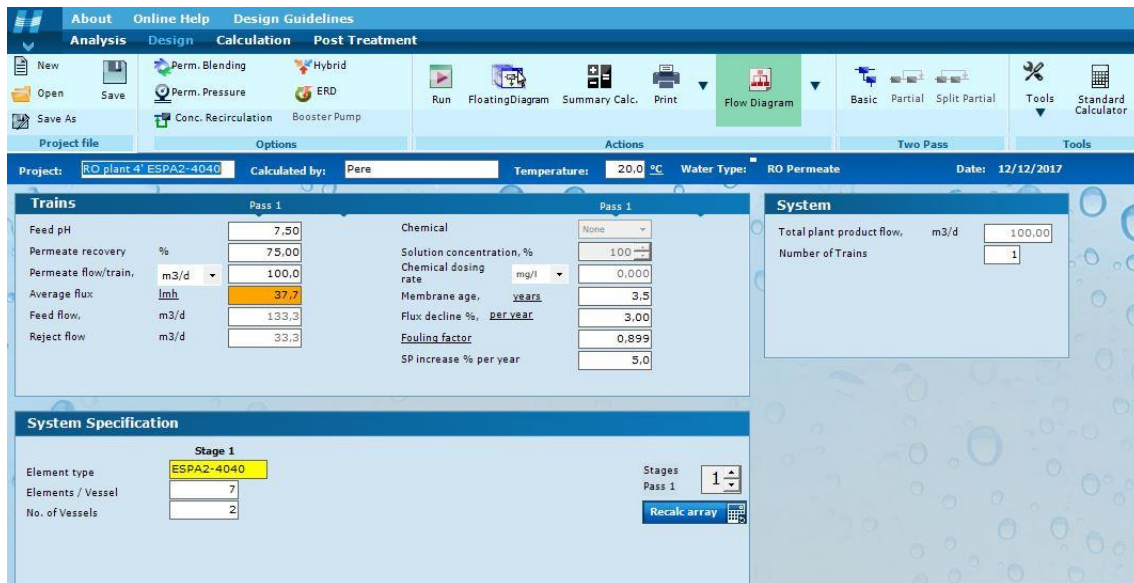 About Online Help Design Guidelines
Analysis Design Calculation Post Treatment
New Perm. Blending Hybrid
Open Save Perm. Pressure ERD Run FloatingDiagram Summary Calc. Print Flow Diagram Basic Partial Split Partial Tools Standard Calculator
Save As Conc. Recirculation Booster Pump
Project file Options Actions Two Pass Tools
Project: RO plant 4' ESPA2-4040 Calculated by: Pere Temperature: 20,0 °C Water Type: RO Permeate Date: 12/12/2017
Trains Pass 1 Pass 1
Feed pH 7,50 Chemical None
Permeate recovery % 75,00 Solution concentration, % 100
Permeate flow/train, m3/d 100,0 Chemical dosing rate mg/l 0,000
Average flux lmh 37,7 Membrane age, years 3,5
Feed flow, m3/d 133,3 Flux decline %, per year 3,00
Reject flow m3/d 33,3 Fouling factor 0,899
SP increase % per year 5,0
System
Total plant product flow, m3/d 100,00
Number of Trains 1
System Specification
Stage 1
Element type ESPA2-4040
Elements / Vessel 7
No. of Vessels 2
Stages Pass 1 1
Recalc array